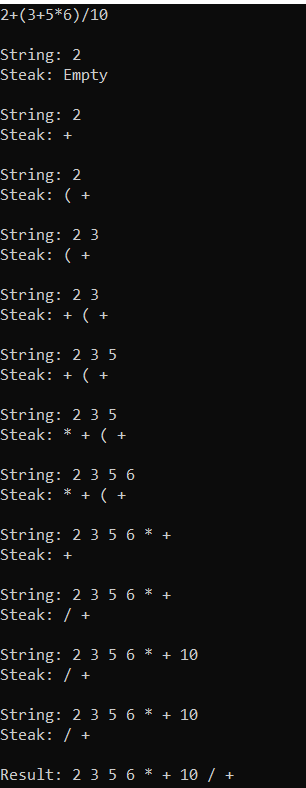 2+(3+5*6)/10
String: 2
Steak: Empty
String: 2
Steak: +
String: 2
Steak: ( +
String: 2 3
Steak: ( +
String: 2 3
Steak: + ( +
String: 2 3 5
Steak: + ( +
String: 2 3 5
Steak: * + ( +
String: 2 3 5 6
Steak: * + ( +
String: 2 3 5 6 * +
Steak: +
String: 2 3 5 6 * +
Steak: / +
String: 2 3 5 6 * + 10
Steak: / +
String: 2 3 5 6 * + 10
Steak: / +
Result: 2 3 5 6 * + 10 / +